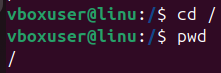 vboxuser@linu:/$ cd /
vboxuser@linu:/$ pwd
/